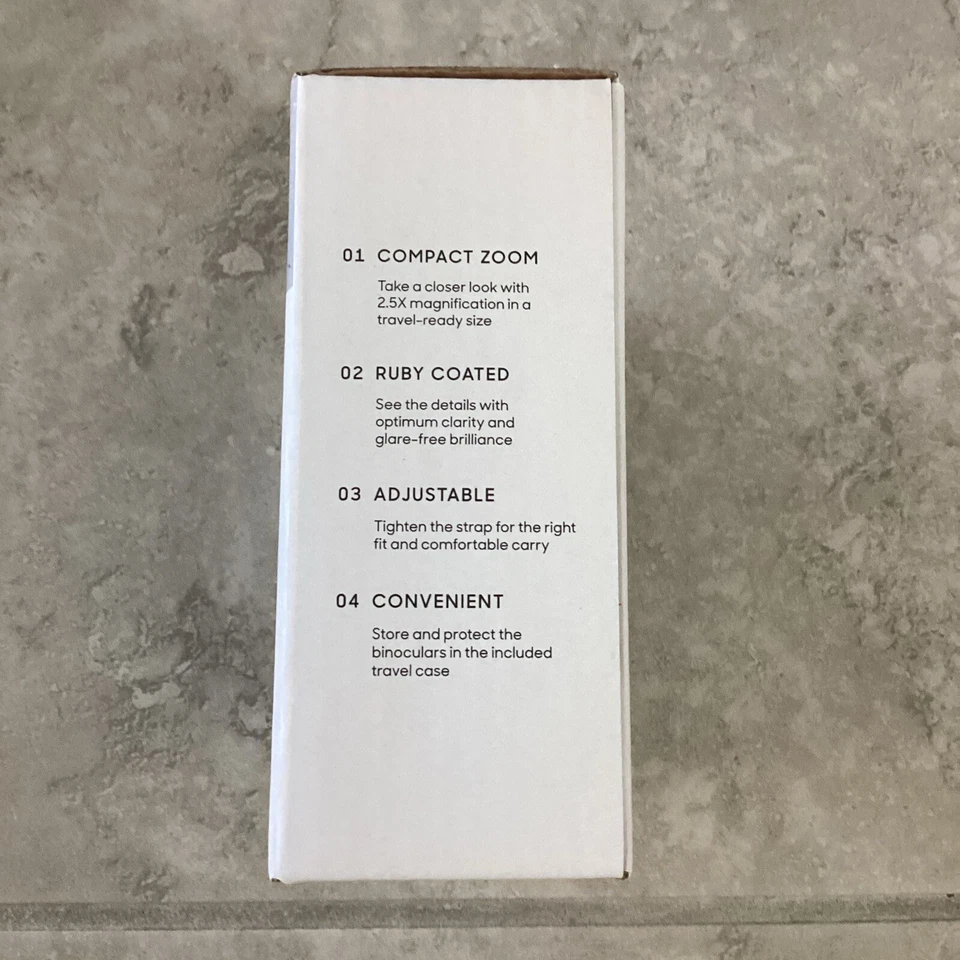 01 COMPACT ZOOM
Take a closer look with
2.5X magnification in a
travel-ready size
02 RUBY COATED
See the details with
optimum clarity and
glare-free brilliance
03 ADJUSTABLE
Tighten the strap for the right
fit and comfortable carry
04 CONVENIENT
Store and protect the
binoculars in the included
travel case